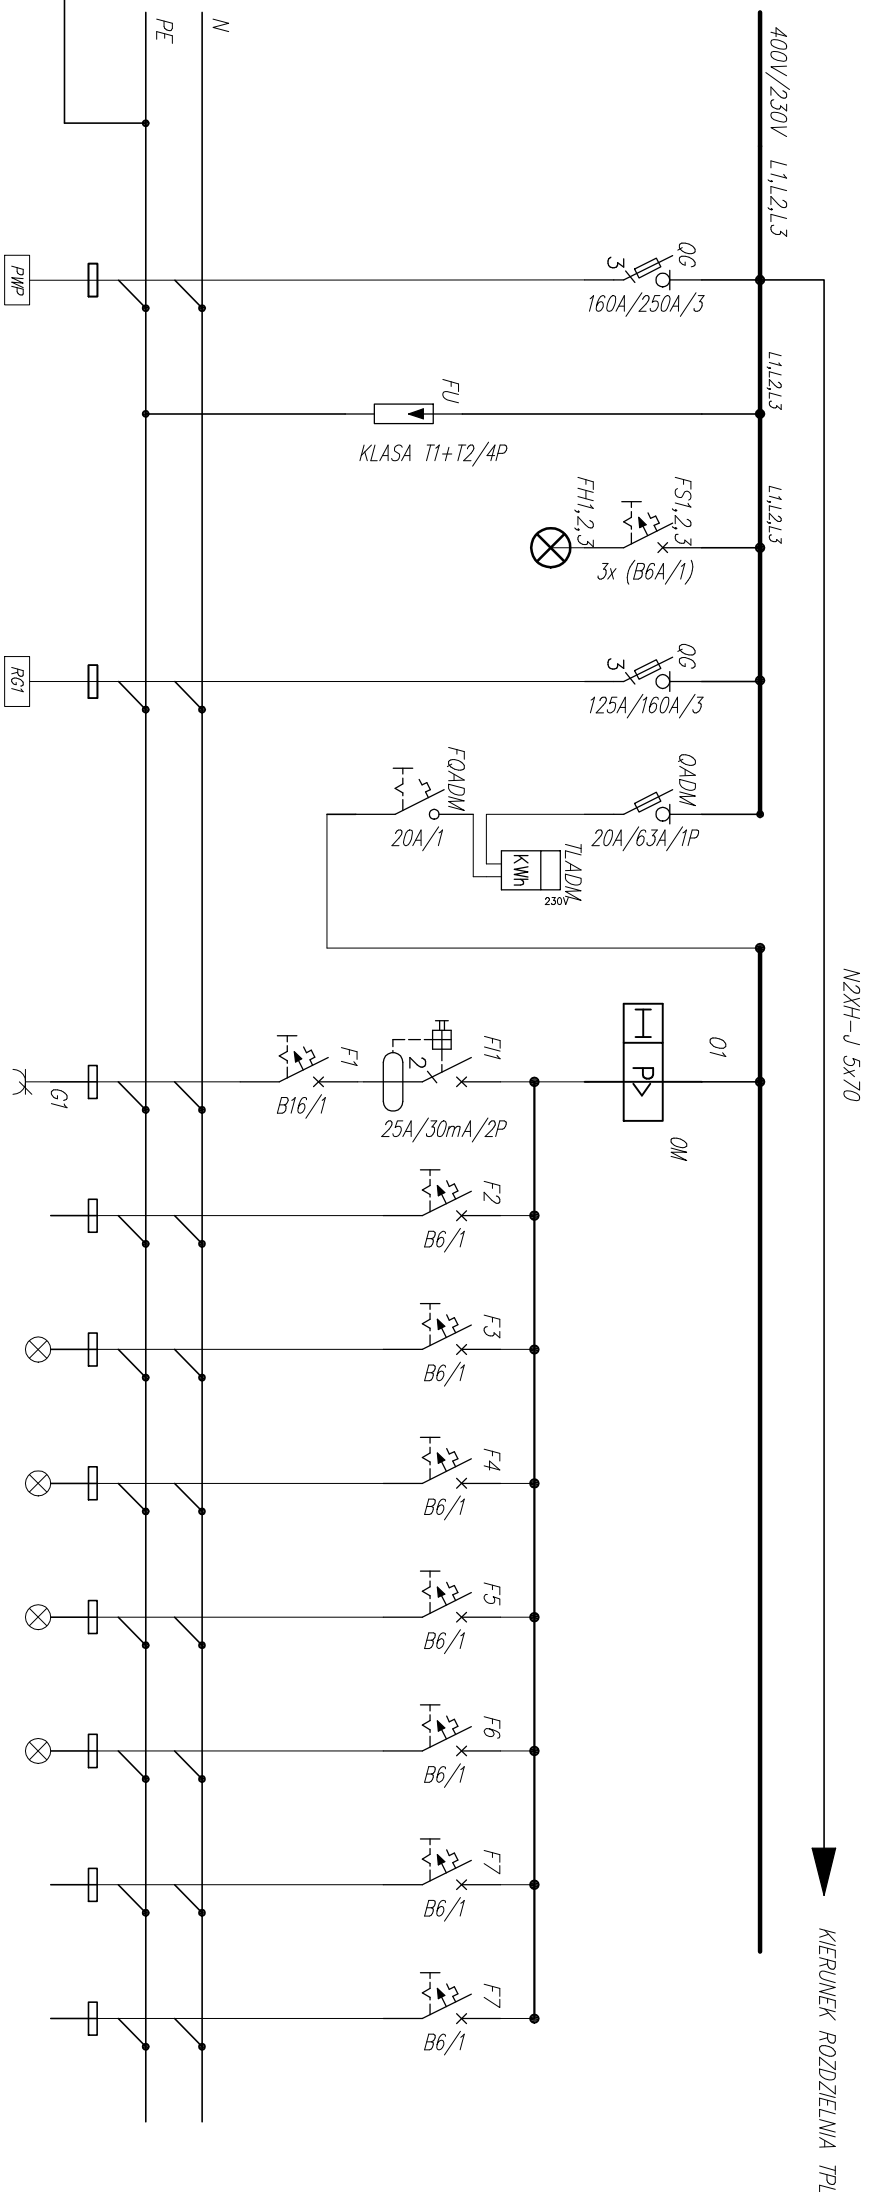 400V/230V L1,L2,L3
N
PE
QG
3
160A/250A/3
PWP
L1,L2,L3
FU
KLASA T1+T2/4P
L1,L2,L3
FS1,2,3
FH1,2,3
3x (B6A/1)
QG
3
125A/160A/3
RG1
QADM
20A/63A/1P
FQADM
20A/1
TLADM
KWh
230V
N2XH-J 5x70
O1
H
P
OM
FI1
2
25A/30mA/2P
F1
B16/1
G1
F2
B6/1
F3
B6/1
F4
B6/1
F5
B6/1
F6
B6/1
F7
B6/1
F7
B6/1
KIERUNEK ROZDZIELNIA TPL